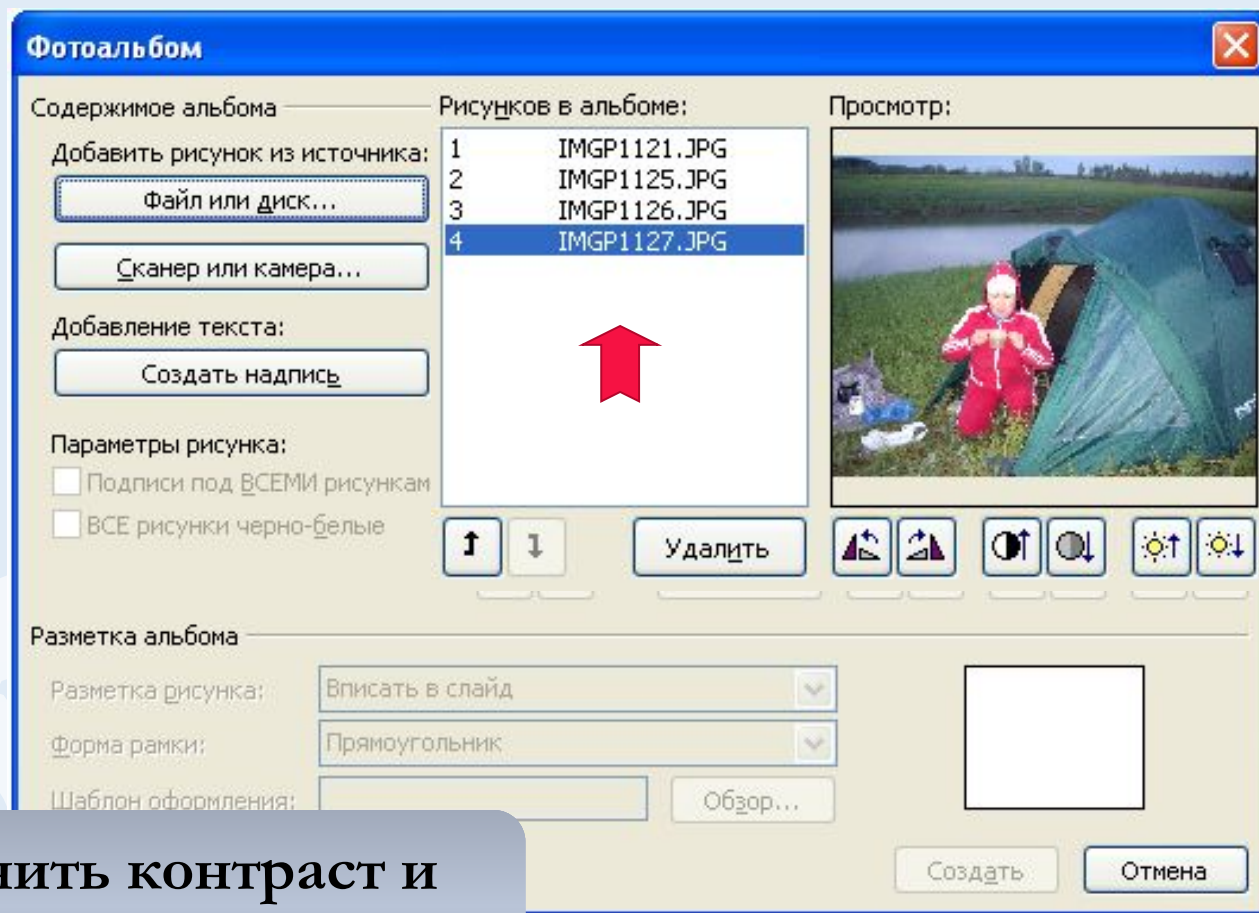 Фотоальбом
Содержимое альбома
Добавить рисунок из источника:
Файл или диск...
Сканер или камера...
Добавление текста:
Создать надпись
Параметры рисунка:
Подписи под ВСЕМИ рисункам
ВСЕ рисунки черно-белые
Рисунков в альбоме:
1 IMGP1121.JPG
2 IMGP1125.JPG
3 IMGP1126.JPG
4 IMGP1127.JPG
Удалить
Просмотр:
Разметка альбома
Разметка рисунка: Вписать в слайд
Форма рамки: Прямоугольник
Шаблон оформления: Обзор...
Создать Отмена
контраст и